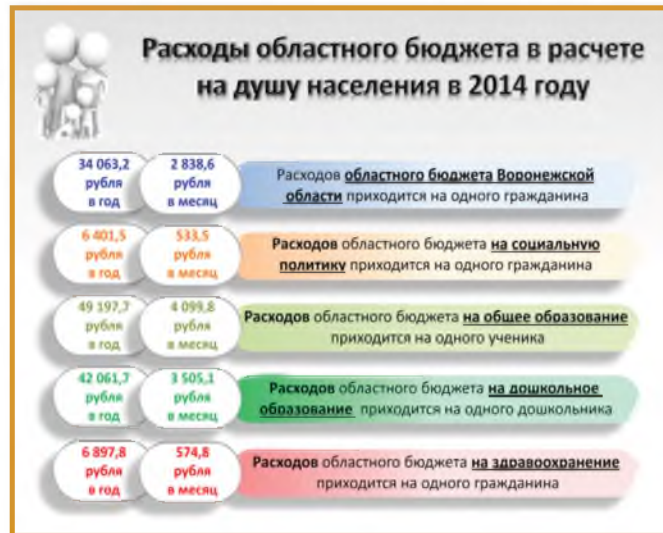 Расходы областного бюджета в расчете
на душу населения в 2014 году
34 063,2
рубля
в год
2 838,6
рубля
в месяц
Расходов областного бюджета Воронежской
области приходится на одного гражданина
6 401,5
рубля
в год
533,5
рубля
в месяц
Расходов областного бюджета на социальную
политику приходится на одного гражданина
49 197,7
рубля
в год
4 099,8
рубля
в месяц
Расходов областного бюджета на общее образование
приходится на одного ученика
42 061,7
рубля
в год
3 505,1
рубля
в месяц
Расходов областного бюджета на дошкольное
образование приходится на одного дошкольника
6 897,8
рубля
в год
574,8
рубля
в месяц
Расходов областного бюджета на здравоохранение
приходится на одного гражданина